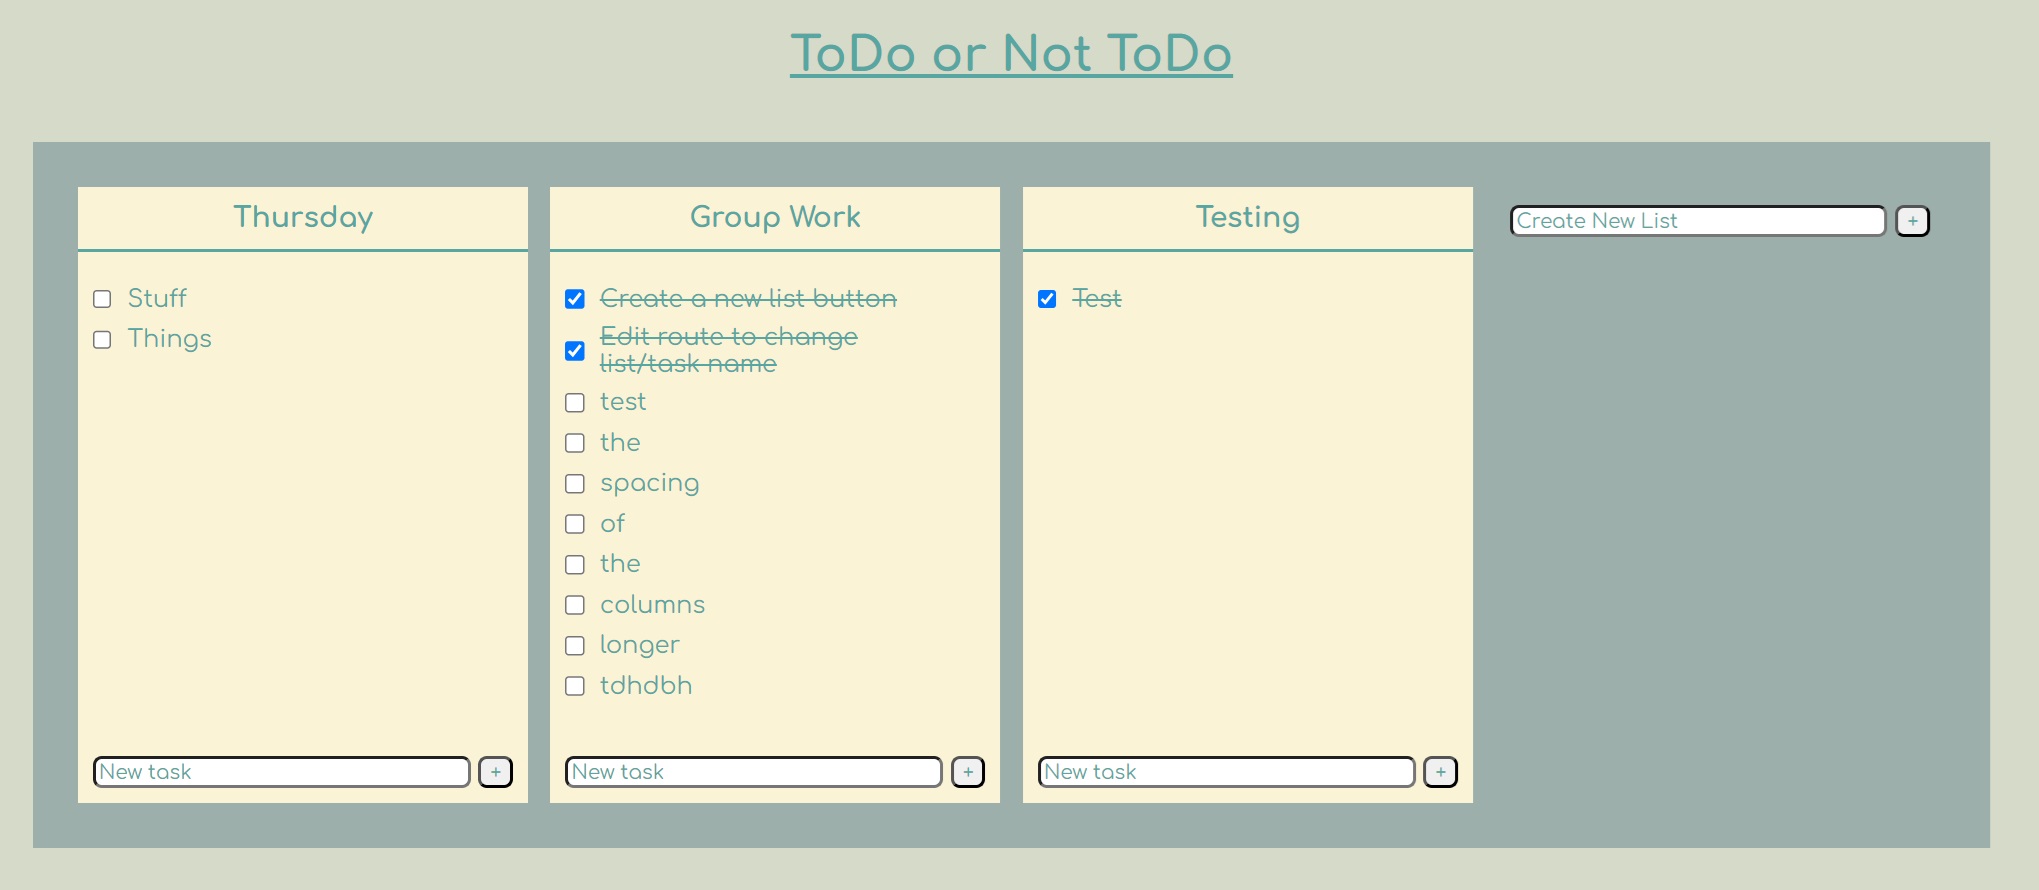 ToDo or Not ToDo
Thursday
Stuff
Things
New task
+
Group Work
Create a new list button
Edit route to change
list/task name
test
the
spacing
of
the
columns
longer
tdhdbh
New task
+
Testing
Test
New task
+
Create New List
+